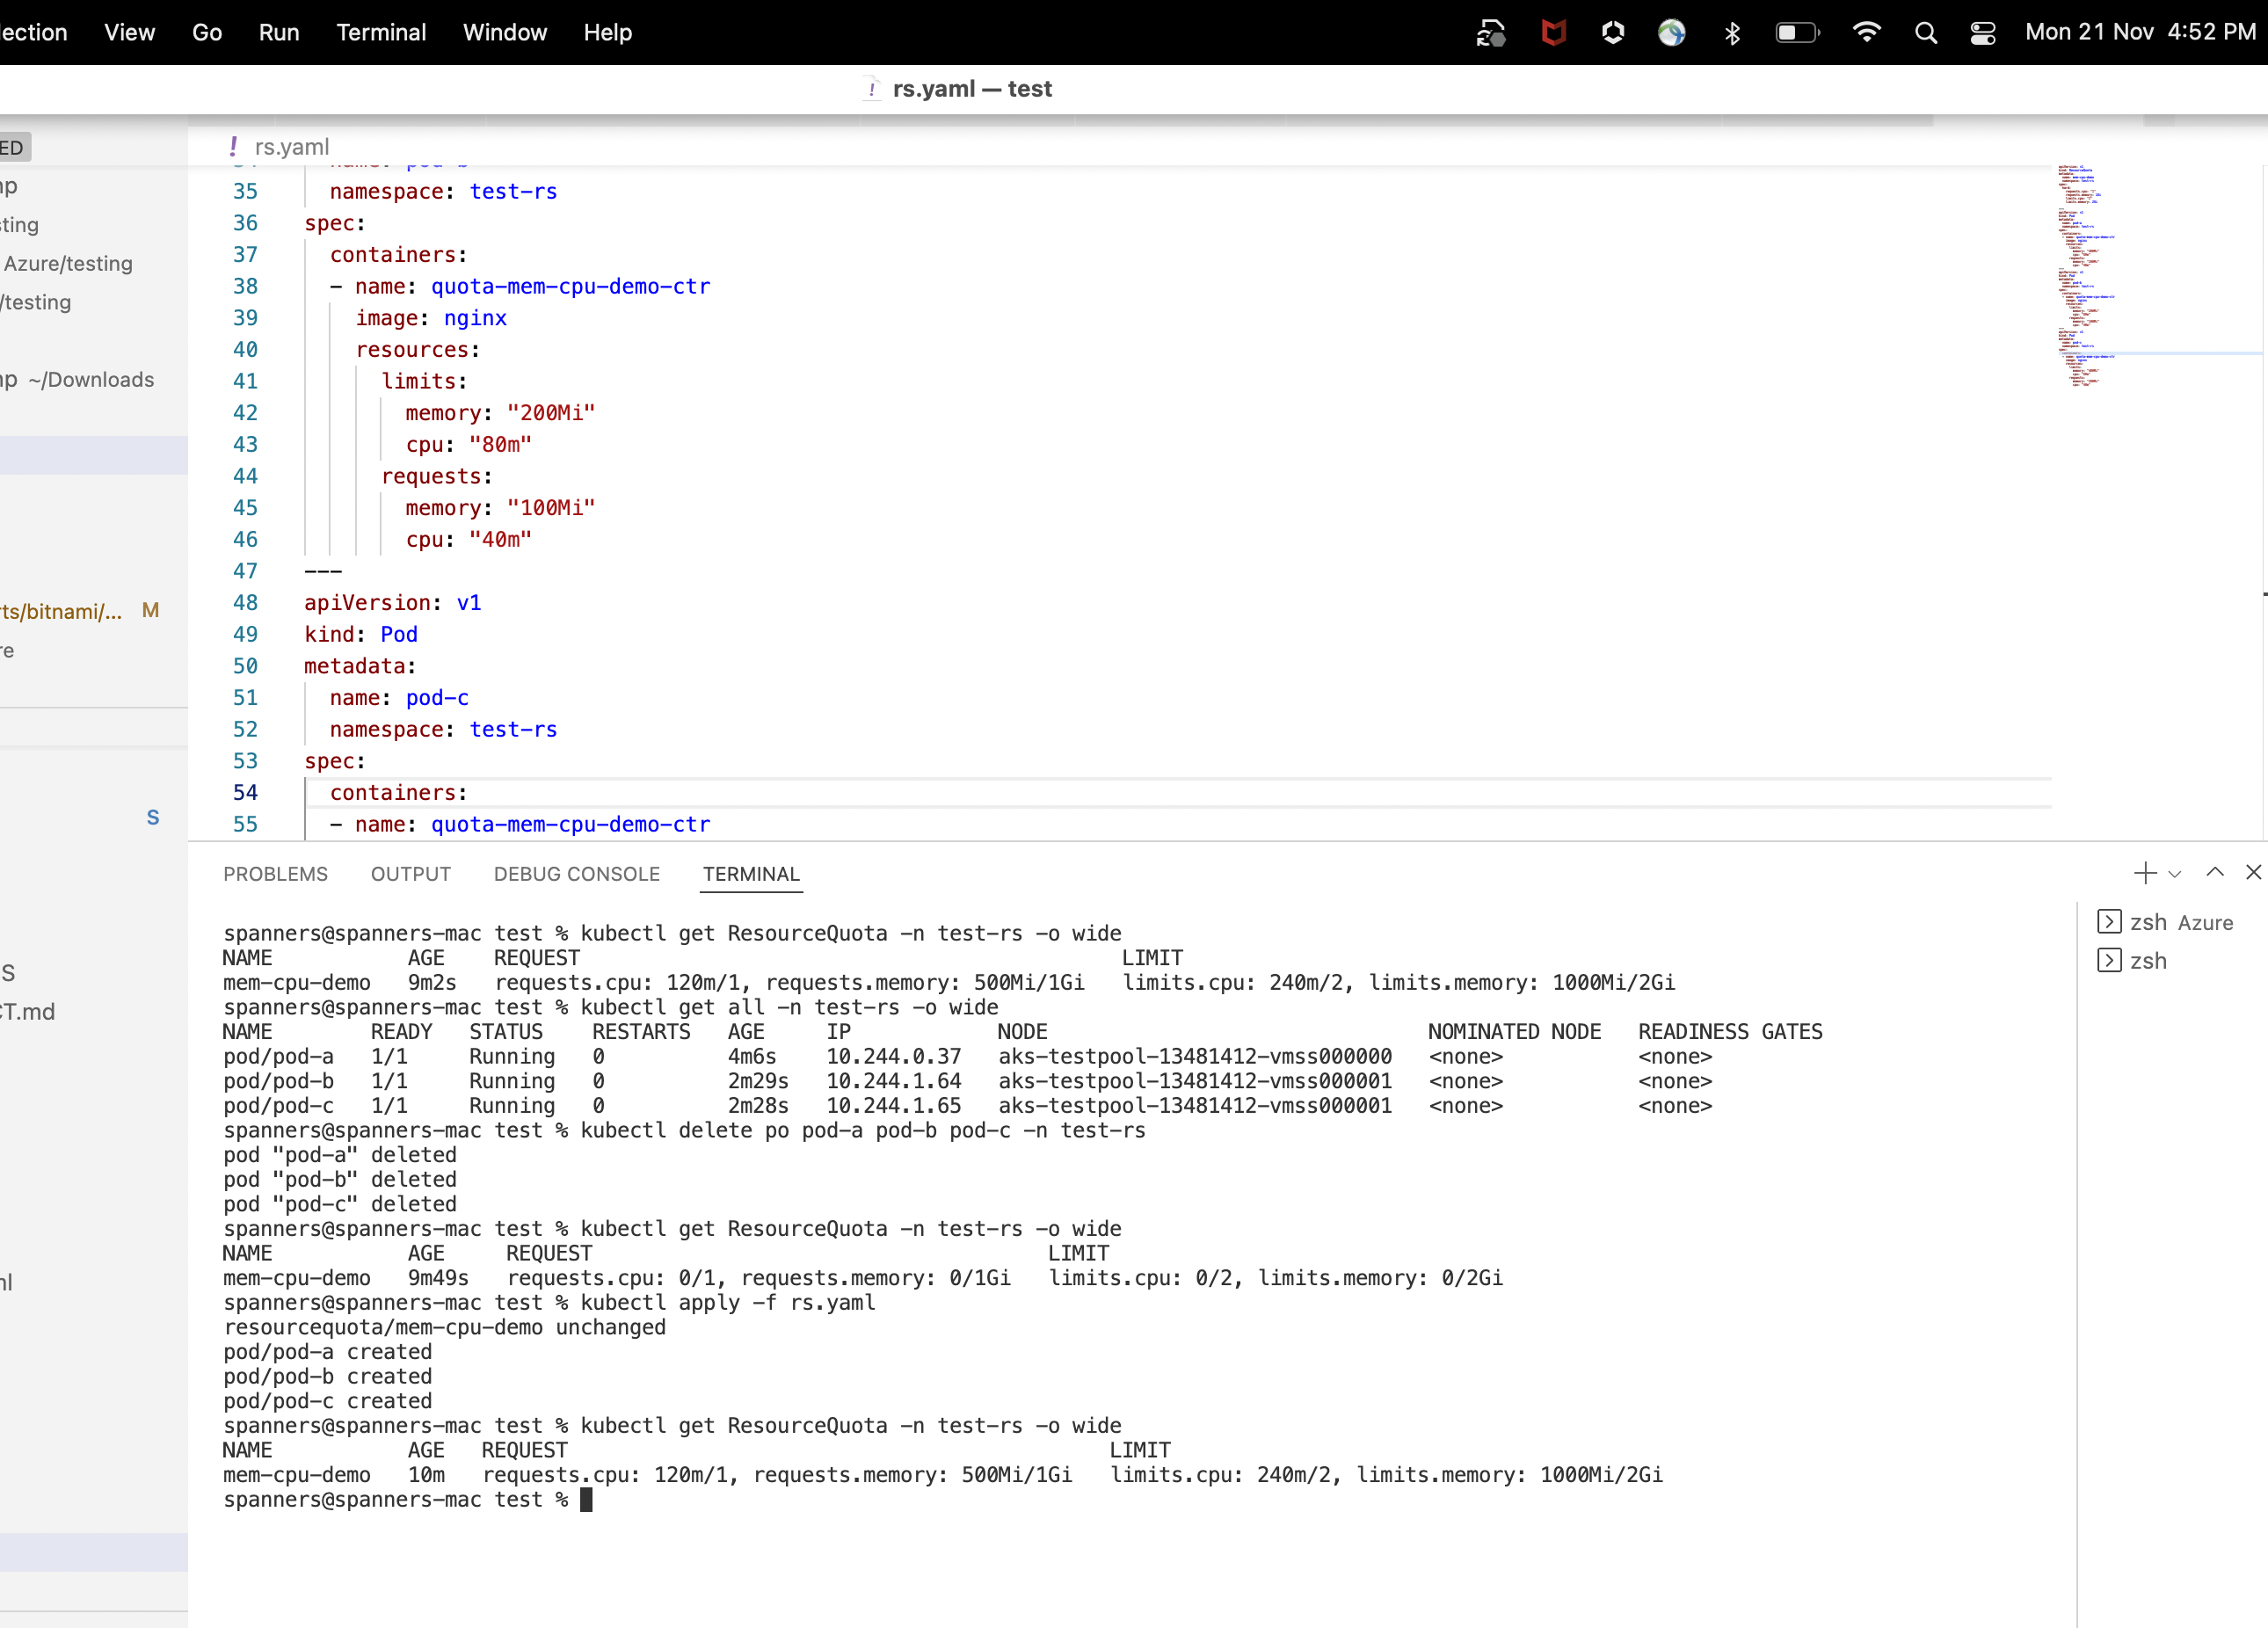 lection View Go Run Terminal Window Help Mon 21 Nov 4:52 PM
! rs.yaml — test
ED
! rs.yaml
np
sting
Azure/testing
/testing
np ~/Downloads
rts/bitnami/... M
re
S
S
CT.md
ml
35 namespace: test-rs
36 spec:
37 containers:
38 - name: quota-mem-cpu-demo-ctr
39 image: nginx
40 resources:
41 limits:
42 memory: "200Mi"
43 cpu: "80m"
44 requests:
45 memory: "100Mi"
46 cpu: "40m"
47 ---
48 apiVersion: v1
49 kind: Pod
50 metadata:
51 name: pod-c
52 namespace: test-rs
53 spec:
54 containers:
55 - name: quota-mem-cpu-demo-ctr
PROBLEMS OUTPUT DEBUG CONSOLE TERMINAL
zsh Azure
zsh
spanners@spanners-mac test % kubectl get ResourceQuota -n test-rs -o wide
NAME AGE REQUEST LIMIT
mem-cpu-demo 9m2s requests.cpu: 120m/1, requests.memory: 500Mi/1Gi limits.cpu: 240m/2, limits.memory: 1000Mi/2Gi
spanners@spanners-mac test % kubectl get all -n test-rs -o wide
NAME READY STATUS RESTARTS AGE IP NODE NOMINATED NODE READINESS GATES
pod/pod-a 1/1 Running 0 4m6s 10.244.0.37 aks-testpool-13481412-vmss000000 <none> <none>
pod/pod-b 1/1 Running 0 2m29s 10.244.1.64 aks-testpool-13481412-vmss000001 <none> <none>
pod/pod-c 1/1 Running 0 2m28s 10.244.1.65 aks-testpool-13481412-vmss000001 <none> <none>
spanners@spanners-mac test % kubectl delete po pod-a pod-b pod-c -n test-rs
pod "pod-a" deleted
pod "pod-b" deleted
pod "pod-c" deleted
spanners@spanners-mac test % kubectl get ResourceQuota -n test-rs -o wide
NAME AGE REQUEST LIMIT
mem-cpu-demo 9m49s requests.cpu: 0/1, requests.memory: 0/1Gi limits.cpu: 0/2, limits.memory: 0/2Gi
spanners@spanners-mac test % kubectl apply -f rs.yaml
resourcequota/mem-cpu-demo unchanged
pod/pod-a created
pod/pod-b created
pod/pod-c created
spanners@spanners-mac test % kubectl get ResourceQuota -n test-rs -o wide
NAME AGE REQUEST LIMIT
mem-cpu-demo 10m requests.cpu: 120m/1, requests.memory: 500Mi/1Gi limits.cpu: 240m/2, limits.memory: 1000Mi/2Gi
spanners@spanners-mac test %